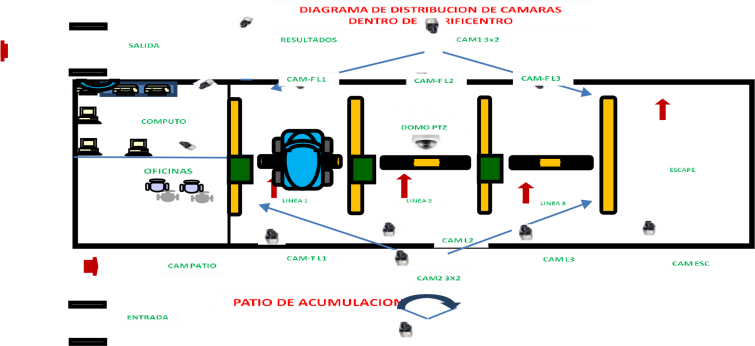 DIAGRAMA DE DISTRIBUCION DE CAMARAS
DENTRO DE RIFICENTRO
SALIDA
RESULTADOS
CAM1 3x2
CAM-F L1
CAM-F L2
CAM-F L3
COMPUTO
DOMO PTZ
OFICINAS
ESCAPE
LINEA 1
LINEA 2
LINEA 3
CAM L2
CAM PATIO
CAM-T L1
CAM L3
CAM ESC
CAM2 3X2
PATIO DE ACUMULACION
ENTRADA